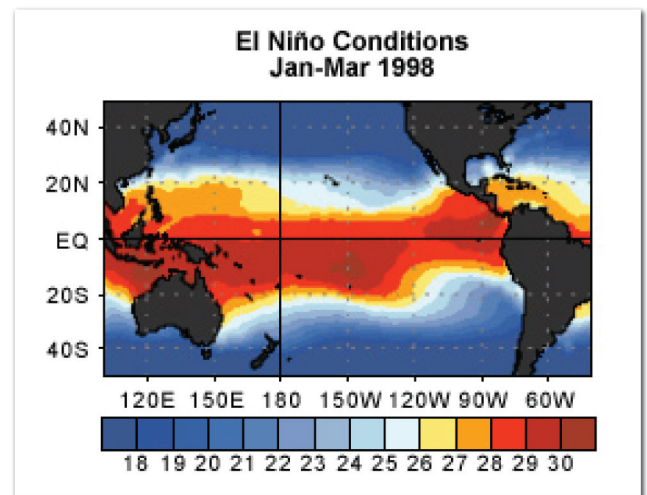 El Niño Conditions
Jan-Mar 1998
40N
20N
EQ
20S
40S
120E 150E 180 150W 120W 90W 60W
18 19 20 21 22 23 24 25 26 27 28 29 30